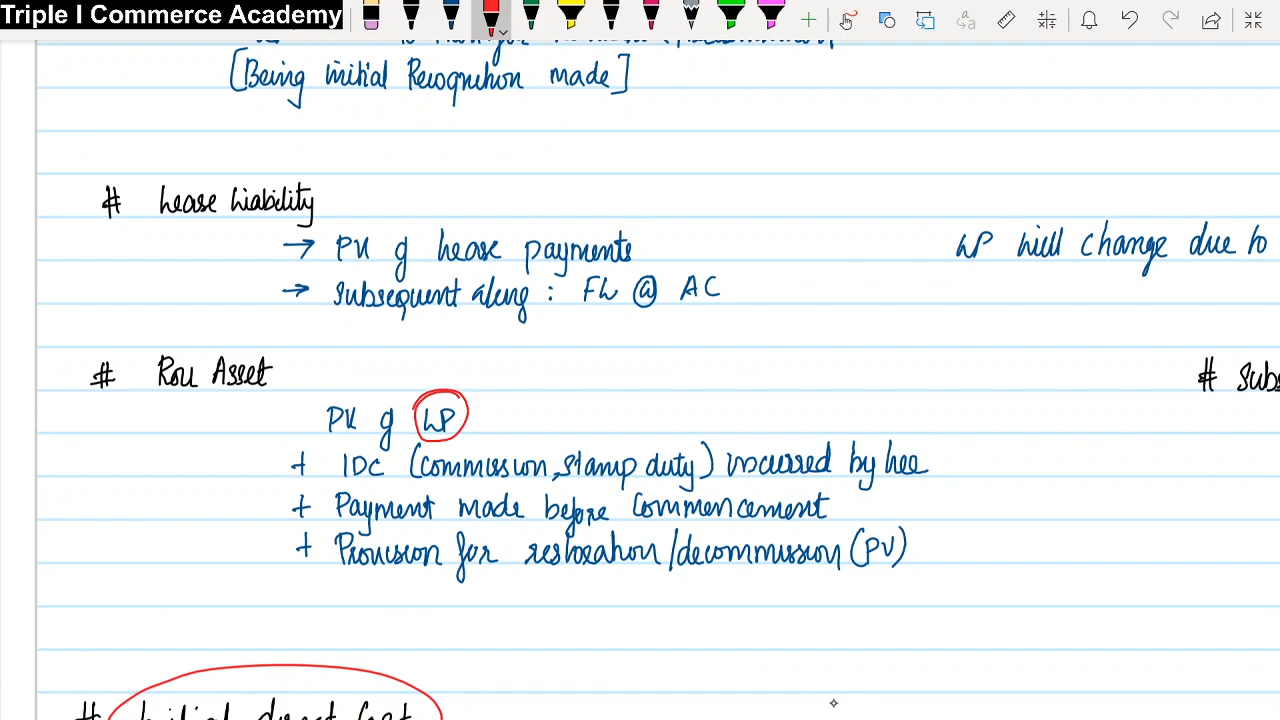 Triple I Commerce Academy
[Being initial Recognition made]
# Lease Liability
→ PV of Lease payments
LP will change due to
→ Subsequent along : FL @ AC
# ROU Asset
# Subs
PV of LP
+ IDC (commission, stamp duty) incurred by Lee
+ Payment made before commencement
+ Provision for restoration/decommission (PV)
# Initial direct Cost